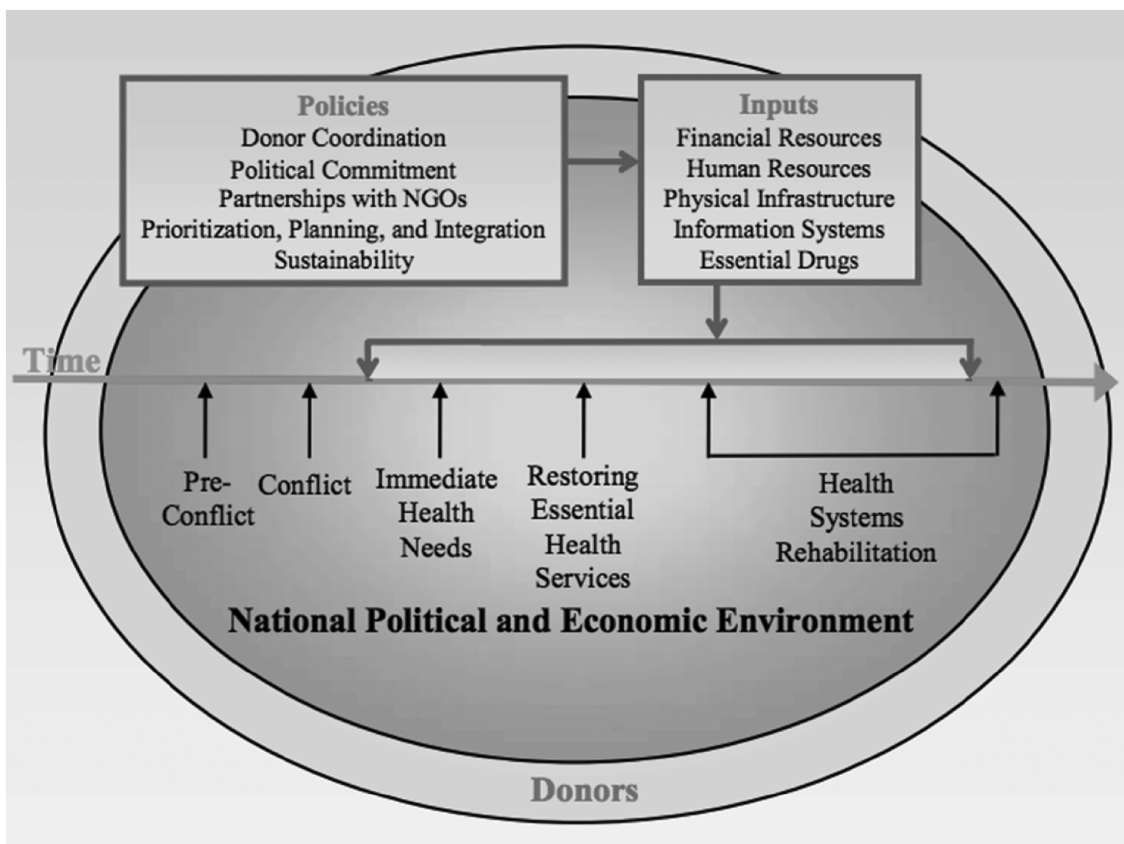 Policies
Donor Coordination
Political Commitment
Partnerships with NGOs
Prioritization, Planning, and Integration
Sustainability
Inputs
Financial Resources
Human Resources
Physical Infrastructure
Information Systems
Essential Drugs
Time
Pre-
Conflict
Conflict
Immediate
Health
Needs
Restoring
Essential
Health
Services
Health
Systems
Rehabilitation
National Political and Economic Environment
Donors